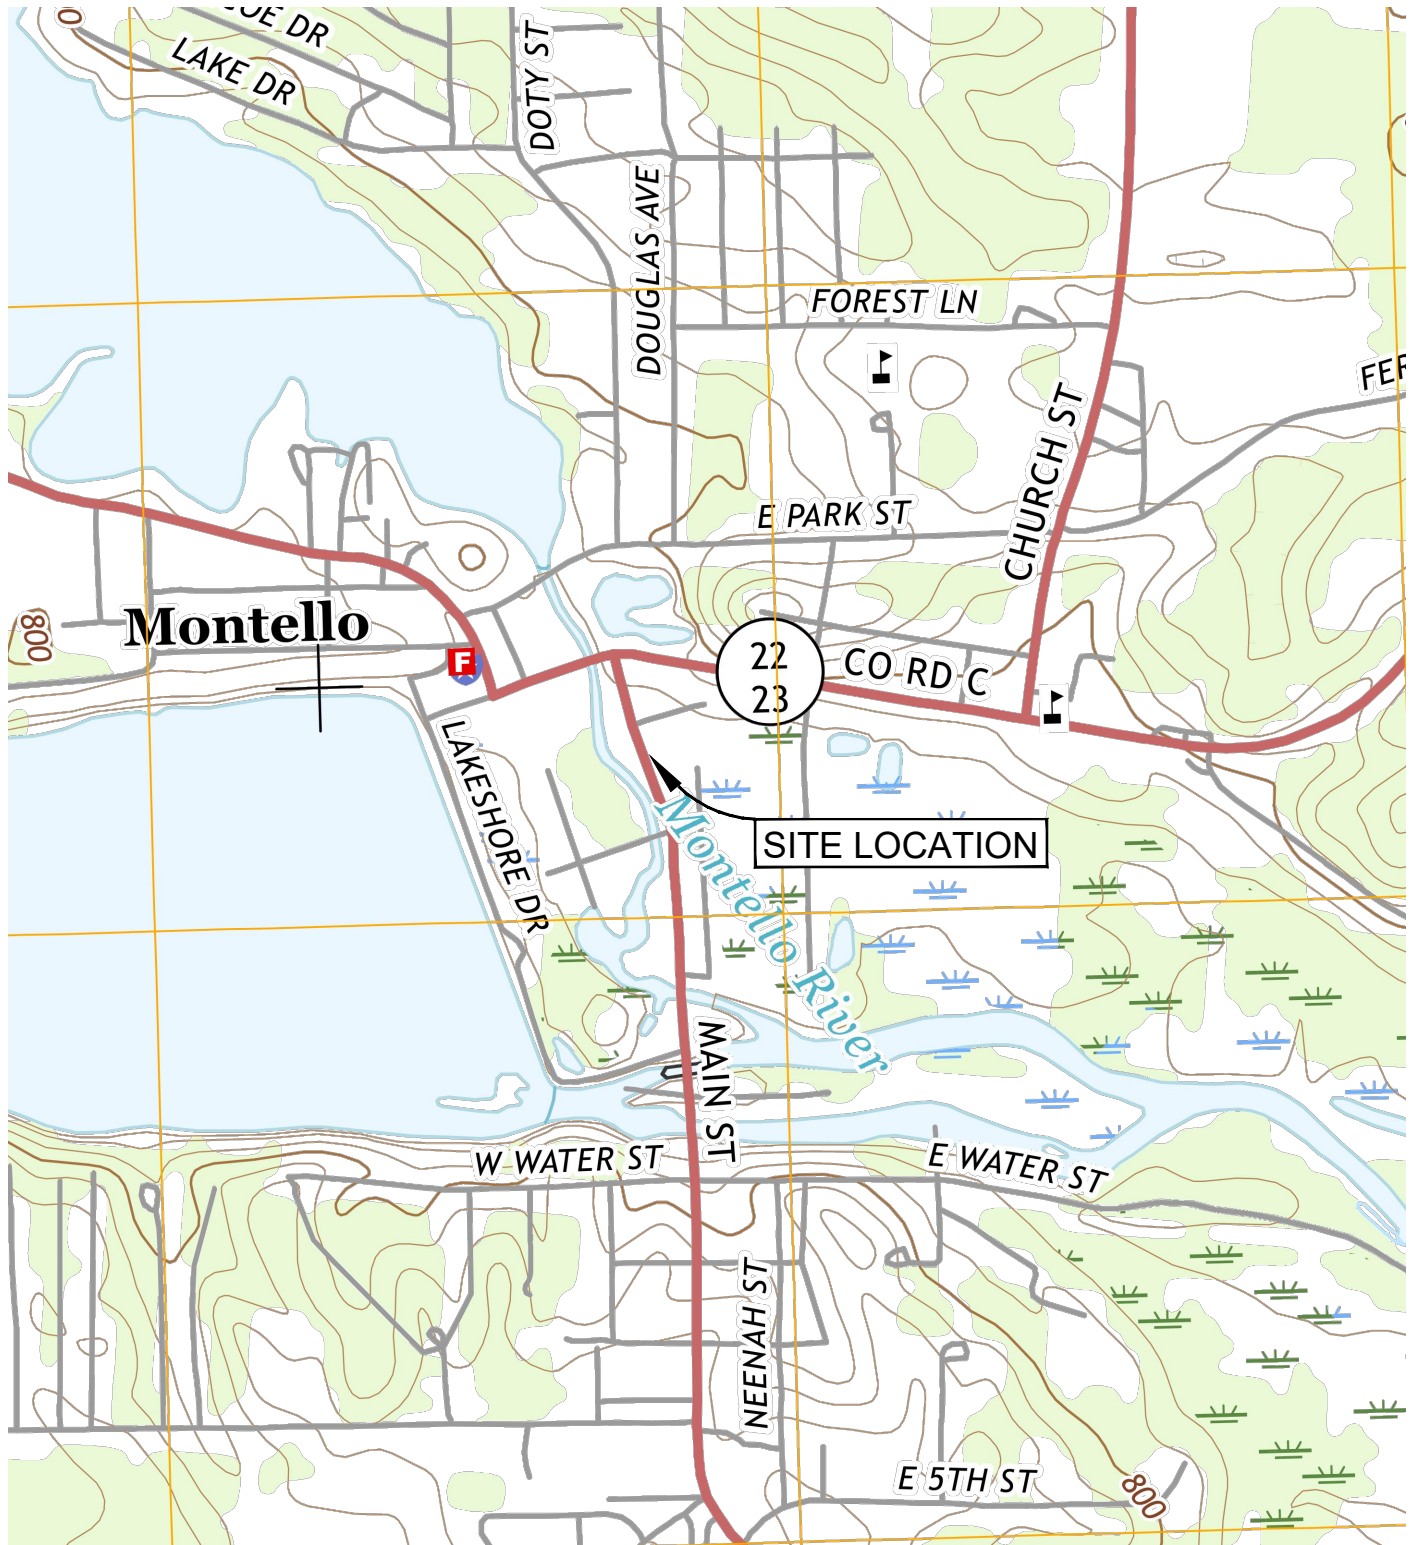 LAKE DR
DOTY ST
DOUGLAS AVE
FOREST LN
CHURCH ST
E PARK ST
Montello
800
F
22
23
CO RD C
LAKESHORE DR
SITE LOCATION
Montello River
MAIN ST
W WATER ST
E WATER ST
NEENAH ST
E 5TH ST
800